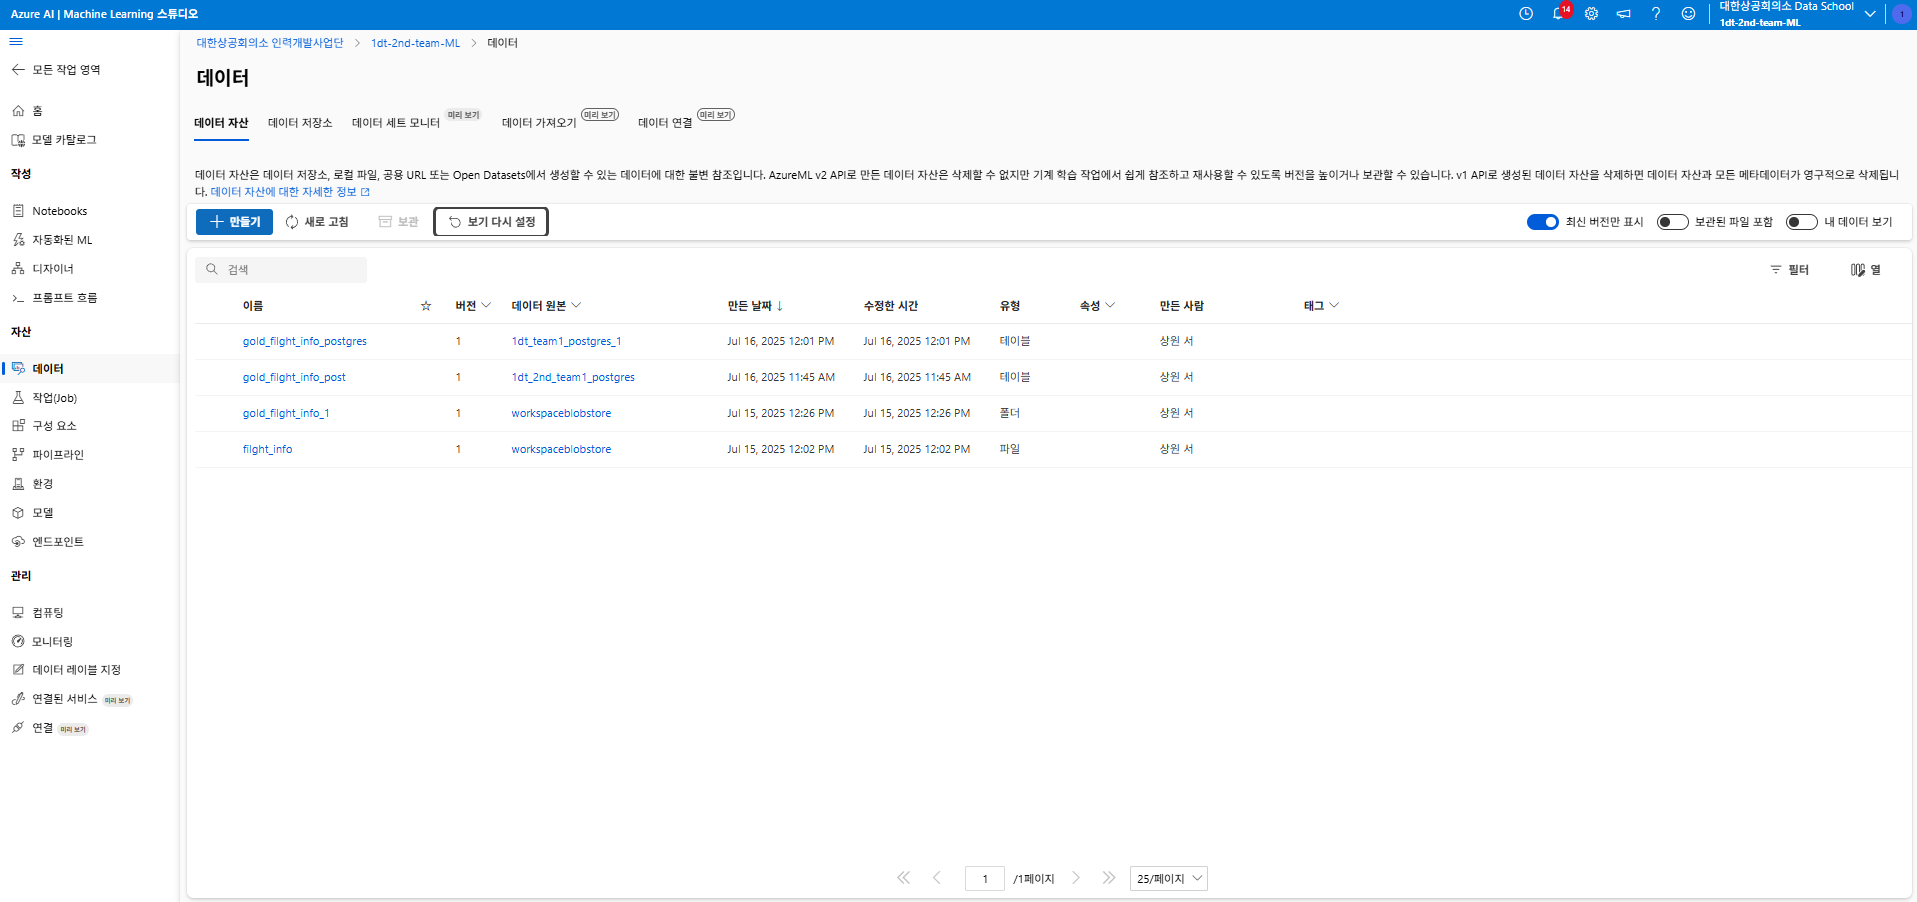 Azure AI | Machine Learning 스튜디오
14
대한상공회의소 Data School
1dt-2nd-team-ML
1
모든 작업 영역
홈
모델 카탈로그
작성
Notebooks
자동화된 ML
디자이너
프롬프트 흐름
자산
데이터
작업(Job)
구성 요소
파이프라인
환경
모델
엔드포인트
관리
컴퓨팅
모니터링
데이터 레이블 지정
연결된 서비스 미리 보기
연결 미리 보기
대한상공회의소 인력개발사업단 > 1dt-2nd-team-ML > 데이터
데이터
데이터 자산 데이터 저장소 데이터 세트 모니터 미리 보기 데이터 가져오기 미리 보기 데이터 연결 미리 보기
데이터 자산은 데이터 저장소, 로컬 파일, 공용 URL 또는 Open Datasets에서 생성할 수 있는 데이터에 대한 불변 참조입니다. AzureML v2 API로 만든 데이터 자산은 삭제할 수 없지만 기계 학습 작업에서 쉽게 참조하고 재사용할 수 있도록 버전을 높이거나 보관할 수 있습니다. v1 API로 생성된 데이터 자산을 삭제하면 데이터 자산과 모든 메타데이터가 영구적으로 삭제됩니
다. 데이터 자산에 대한 자세한 정보
만들기 새로 고침 보관 보기 다시 설정 최신 버전만 표시 보관된 파일 포함 내 데이터 보기
검색 필터 열
이름 버전 데이터 원본 만든 날짜 ↓ 수정한 시간 유형 속성 만든 사람 태그
gold_filght_info_postgres 1 1dt_team1_postgres_1 Jul 16, 2025 12:01 PM Jul 16, 2025 12:01 PM 테이블 상원 서
gold_filght_info_post 1 1dt_2nd_team1_postgres Jul 16, 2025 11:45 AM Jul 16, 2025 11:45 AM 테이블 상원 서
gold_filght_info_1 1 workspaceblobstore Jul 15, 2025 12:26 PM Jul 15, 2025 12:26 PM 폴더 상원 서
filght_info 1 workspaceblobstore Jul 15, 2025 12:02 PM Jul 15, 2025 12:02 PM 파일 상원 서
1 /1페이지 25/페이지